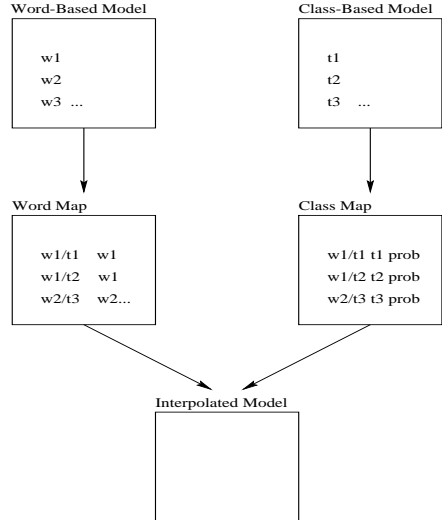 Word-Based Model
w1
w2
w3 ...
Class-Based Model
t1
t2
t3 ...
Word Map
w1/t1 w1
w1/t2 w1
w2/t3 w2...
Class Map
w1/t1 t1 prob
w1/t2 t2 prob
w2/t3 t3 prob
Interpolated Model